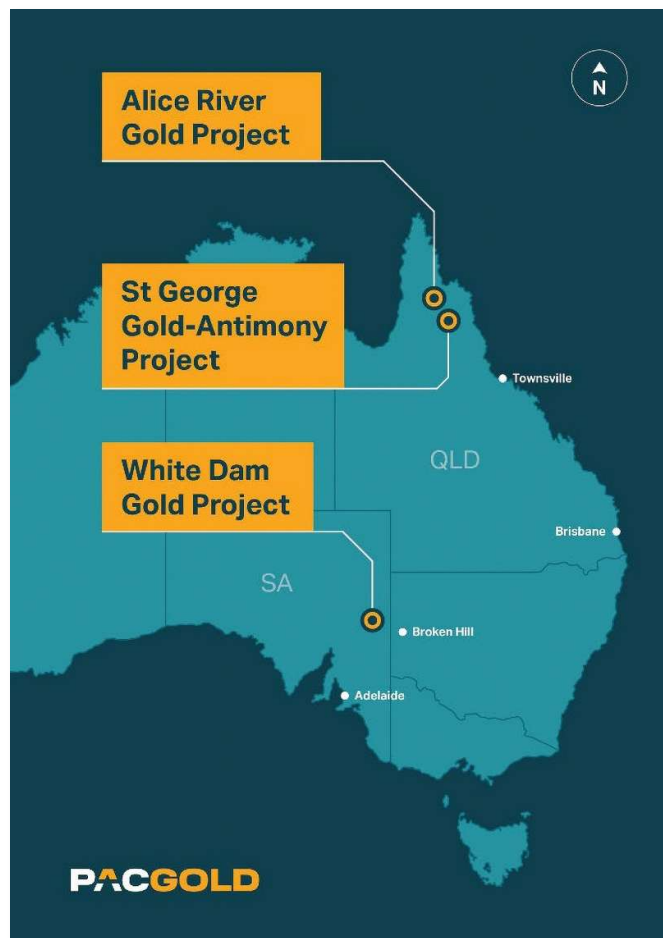 Alice River
Gold Project
N
St George
Gold-Antimony
Project
Townsville
White Dam
Gold Project
QLD
Brisbane
SA
Broken Hill
Adelaide
PACGOLD